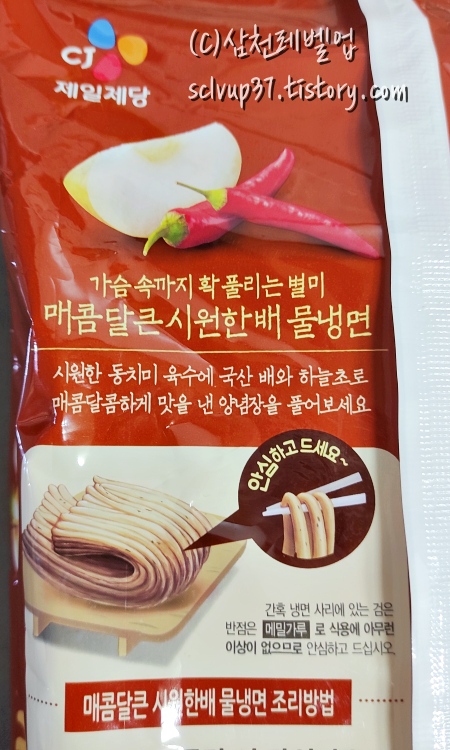 (C)삼천레벨업
sclvup37.tistory.com
CJ
제일제당
가슴 속까지 확 풀리는 별미
매콤달큰 시원한배 물냉면
시원한 동치미 육수에 국산 배와 하늘초로
매콤달콤하게 맛을 낸 양념장을 풀어보세요
안심하고 드세요~
간혹 냉면 사리에 있는 검은
반점은 메밀가루 로 식용에 아무런
이상이 없으므로 안심하고 드십시오.
매콤달큰 시원한배 물냉면 조리방법